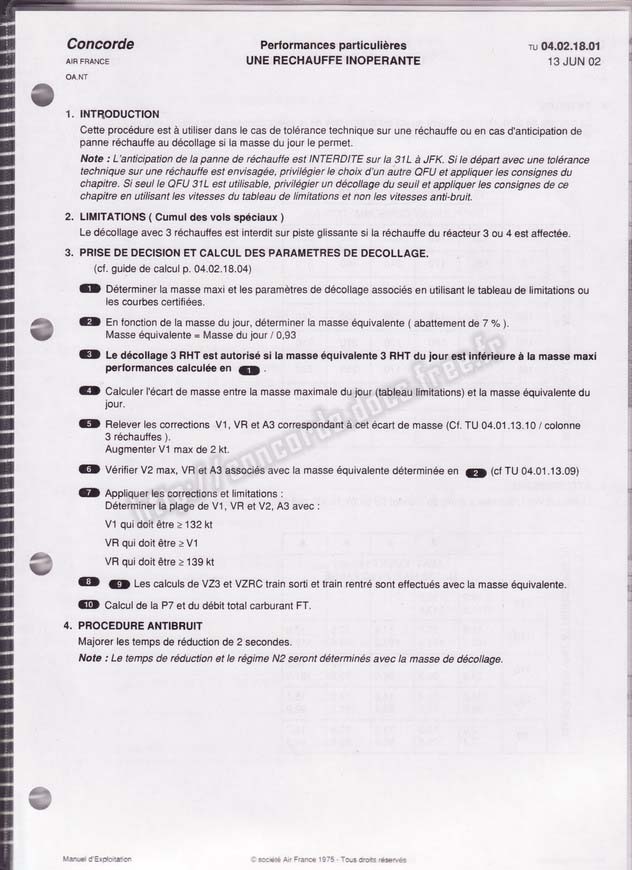 Concorde
AIR FRANCE
OA.NT
Performances particulières
UNE RECHAUFFE INOPERANTE
TU 04.02.18.01
13 JUN 02
1. INTRODUCTION
Cette procédure est à utiliser dans le cas de tolérance technique sur une réchauffe ou en cas d'anticipation de
panne réchauffe au décollage si la masse du jour le permet.
Note : L'anticipation de la panne de réchauffe est INTERDITE sur la 31L à JFK. Si le départ avec une tolérance
technique sur une réchauffe est envisagée, privilégier le choix d'un autre QFU et appliquer les consignes du
chapitre. Si seul le QFU 31L est utilisable, privilégier un décollage du seuil et appliquer les consignes de ce
chapitre en utilisant les vitesses du tableau de limitations et non les vitesses anti-bruit.
2. LIMITATIONS ( Cumul des vols spéciaux )
Le décollage avec 3 réchauffes est interdit sur piste glissante si la réchauffe du réacteur 3 ou 4 est affectée.
3. PRISE DE DECISION ET CALCUL DES PARAMETRES DE DECOLLAGE.
(cf. guide de calcul p. 04.02.18.04)
1 Déterminer la masse maxi et les paramètres de décollage associés en utilisant le tableau de limitations ou
les courbes certifiées.
2 En fonction de la masse du jour, déterminer la masse équivalente ( abattement de 7 % ).
Masse équivalente = Masse du jour / 0,93
3 Le décollage 3 RHT est autorisé si la masse équivalente 3 RHT du jour est inférieure à la masse maxi
performances calculée en 1 .
4 Calculer l'écart de masse entre la masse maximale du jour (tableau limitations) et la masse équivalente du
jour.
5 Relever les corrections V1, VR et A3 correspondant à cet écart de masse (Cf. TU 04.01.13.10 / colonne
3 réchauffes ).
Augmenter V1 max de 2 kt.
6 Vérifier V2 max, VR et A3 associés avec la masse équivalente déterminée en 2 (cf TU 04.01.13.09)
7 Appliquer les corrections et limitations :
Déterminer la plage de V1, VR et V2, A3 avec :
V1 qui doit être ≥ 132 kt
VR qui doit être ≥ V1
VR qui doit être ≥ 139 kt
8 9 Les calculs de VZ3 et VZRC train sorti et train rentré sont effectués avec la masse équivalente.
10 Calcul de la P7 et du débit total carburant FT.
4. PROCEDURE ANTIBRUIT
Majorer les temps de réduction de 2 secondes.
Note : Le temps de réduction et le régime N2 seront déterminés avec la masse de décollage.
http://concorde.docs.free.fr
Manuel d'Exploitation
© société Air France 1975 - Tous droits réservés